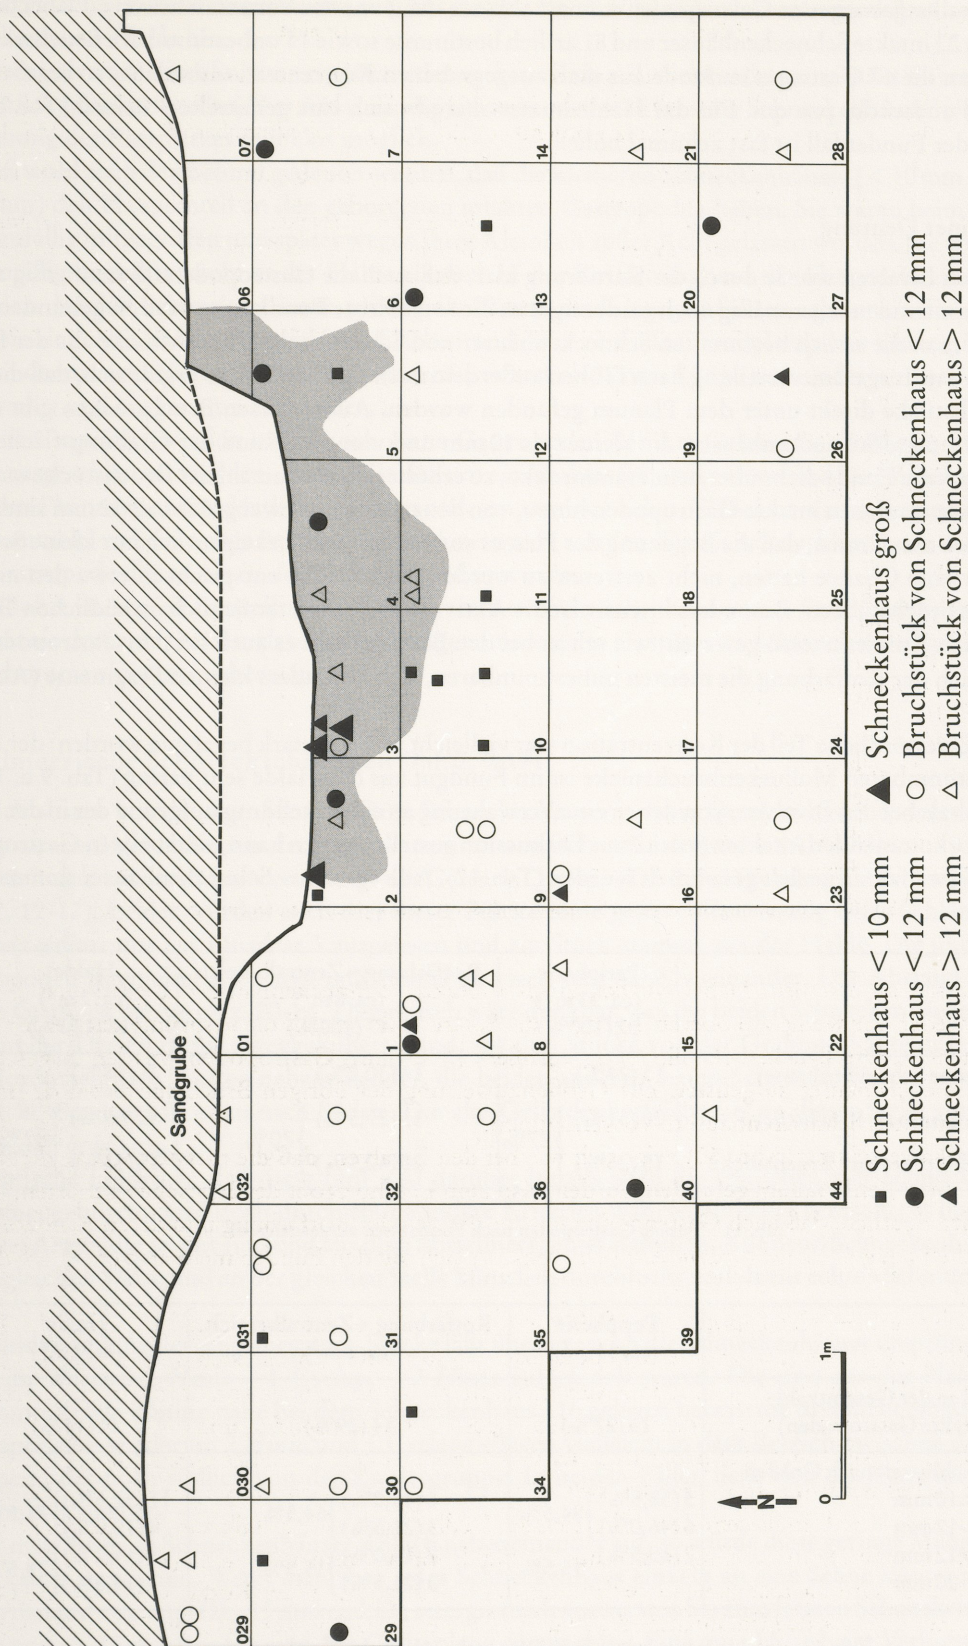 Sandgrube
029 030 031 032 01 06 07
29 30 31 32 1 2 3 4 5 6 7
34 35 36 8 9 10 11 12 13 14
39 40 15 16 17 18 19 20 21
44 22 23 24 25 26 27 28
N
0 1m
Schneckenhaus < 10 mm
Schneckenhaus < 12 mm
Schneckenhaus > 12 mm
Schneckenhaus groß
Bruchstück von Schneckenhaus < 12 mm
Bruchstück von Schneckenhaus > 12 mm